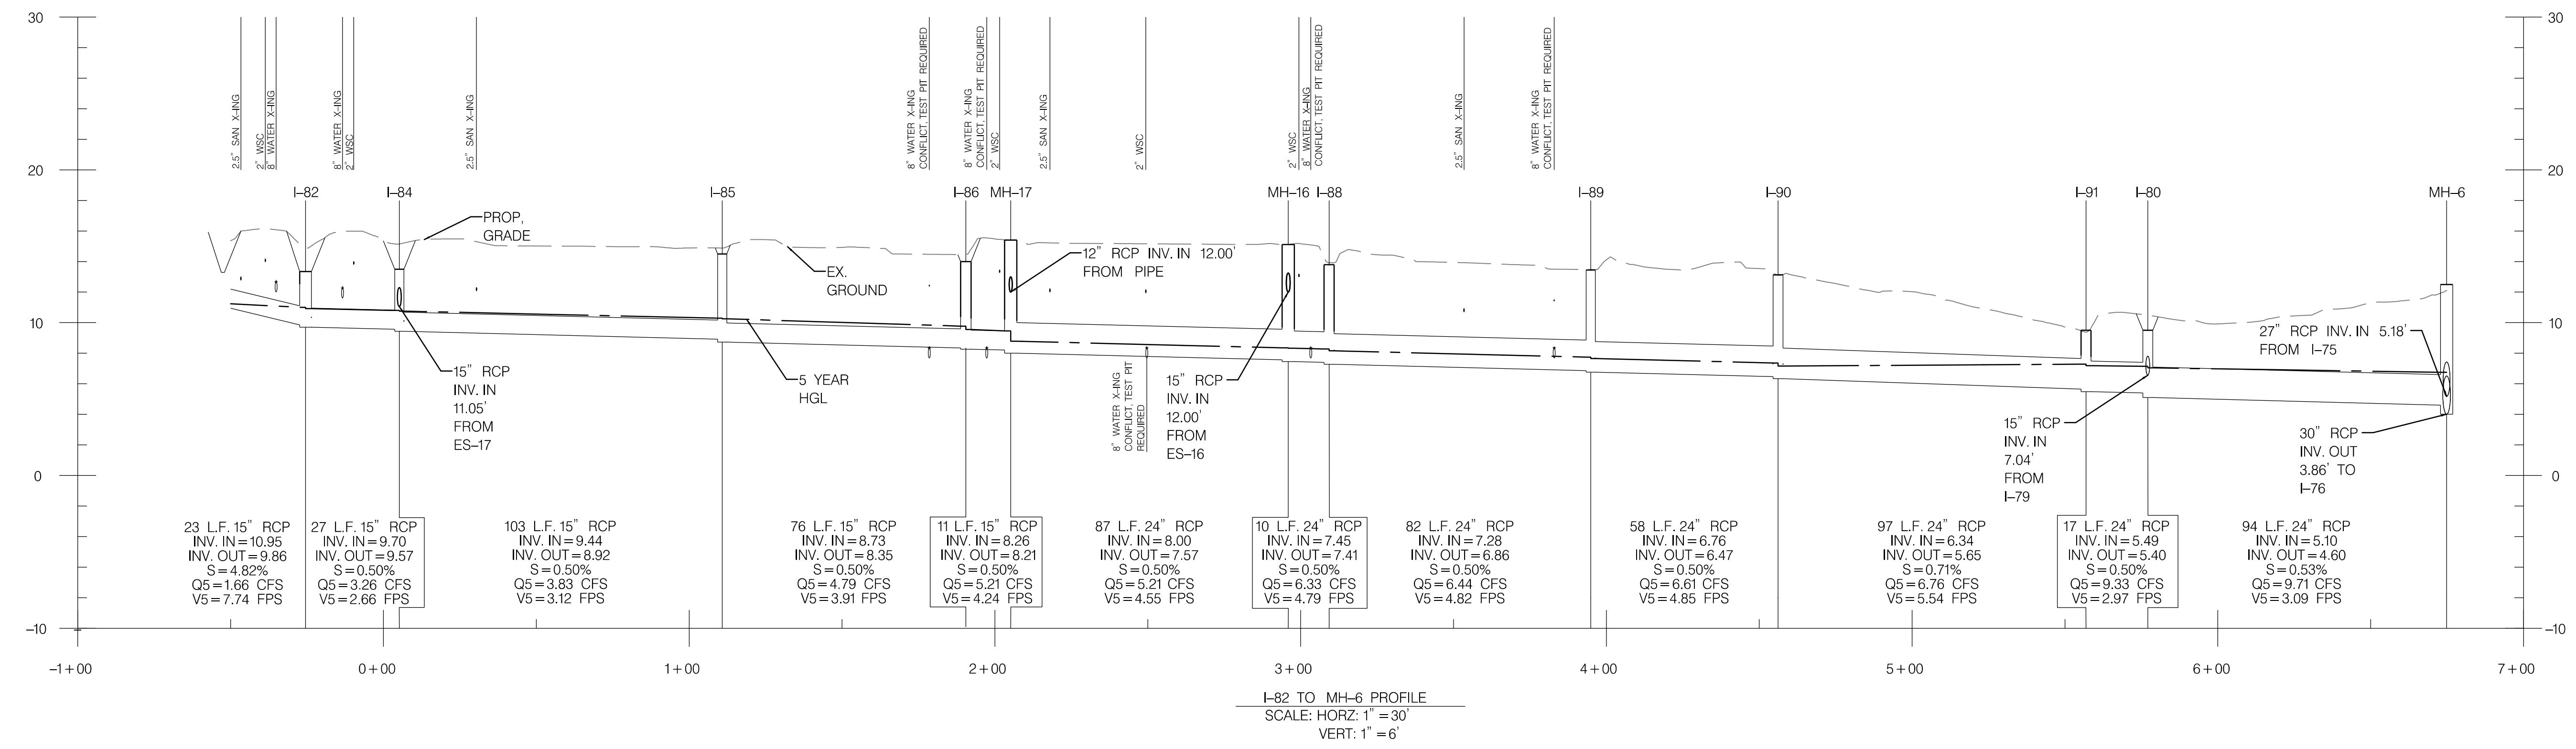 30
30
20
20
10
10
0
0
–10
–10
2.5" SAN X–ING
2" WSC
8" WATER X–ING
8" WATER X–ING
2" WSC
2.5" SAN X–ING
8" WATER X–ING
CONFLICT, TEST PIT REQUIRED
8" WATER X–ING
CONFLICT, TEST PIT REQUIRED
2" WSC
2.5" SAN X–ING
2" WSC
2" WSC
8" WATER X–ING
CONFLICT, TEST PIT REQUIRED
2.5" SAN X–ING
8" WATER X–ING
CONFLICT, TEST PIT REQUIRED
I–82
I–84
I–85
I–86
MH–17
MH–16
I–88
I–89
I–90
I–91
I–80
MH–6
PROP.
GRADE
EX.
GROUND
12" RCP INV. IN 12.00'
FROM PIPE
15" RCP
INV. IN
11.05'
FROM
ES–17
5 YEAR
HGL
8" WATER X–ING
CONFLICT, TEST PIT
REQUIRED
15" RCP
INV. IN
12.00'
FROM
ES–16
27" RCP INV. IN 5.18'
FROM I–75
15" RCP
INV. IN
7.04'
FROM
I–79
30" RCP
INV. OUT
3.86' TO
I–76
23 L.F. 15" RCP
INV. IN=10.95
INV. OUT=9.86
S=4.82%
Q5=1.66 CFS
V5=7.74 FPS
27 L.F. 15" RCP
INV. IN=9.70
INV. OUT=9.57
S=0.50%
Q5=3.26 CFS
V5=2.66 FPS
103 L.F. 15" RCP
INV. IN=9.44
INV. OUT=8.92
S=0.50%
Q5=3.83 CFS
V5=3.12 FPS
76 L.F. 15" RCP
INV. IN=8.73
INV. OUT=8.35
S=0.50%
Q5=4.79 CFS
V5=3.91 FPS
11 L.F. 15" RCP
INV. IN=8.26
INV. OUT=8.21
S=0.50%
Q5=5.21 CFS
V5=4.24 FPS
87 L.F. 24" RCP
INV. IN=8.00
INV. OUT=7.57
S=0.50%
Q5=5.21 CFS
V5=4.55 FPS
10 L.F. 24" RCP
INV. IN=7.45
INV. OUT=7.41
S=0.50%
Q5=6.33 CFS
V5=4.79 FPS
82 L.F. 24" RCP
INV. IN=7.28
INV. OUT=6.86
S=0.50%
Q5=6.44 CFS
V5=4.82 FPS
58 L.F. 24" RCP
INV. IN=6.76
INV. OUT=6.47
S=0.50%
Q5=6.61 CFS
V5=4.85 FPS
97 L.F. 24" RCP
INV. IN=6.34
INV. OUT=5.65
S=0.71%
Q5=6.76 CFS
V5=5.54 FPS
17 L.F. 24" RCP
INV. IN=5.49
INV. OUT=5.40
S=0.50%
Q5=9.33 CFS
V5=2.97 FPS
94 L.F. 24" RCP
INV. IN=5.10
INV. OUT=4.60
S=0.53%
Q5=9.71 CFS
V5=3.09 FPS
–1+00
0+00
1+00
2+00
3+00
4+00
5+00
6+00
7+00
I–82 TO MH–6 PROFILE
SCALE: HORZ: 1"=30'
VERT: 1"=6'